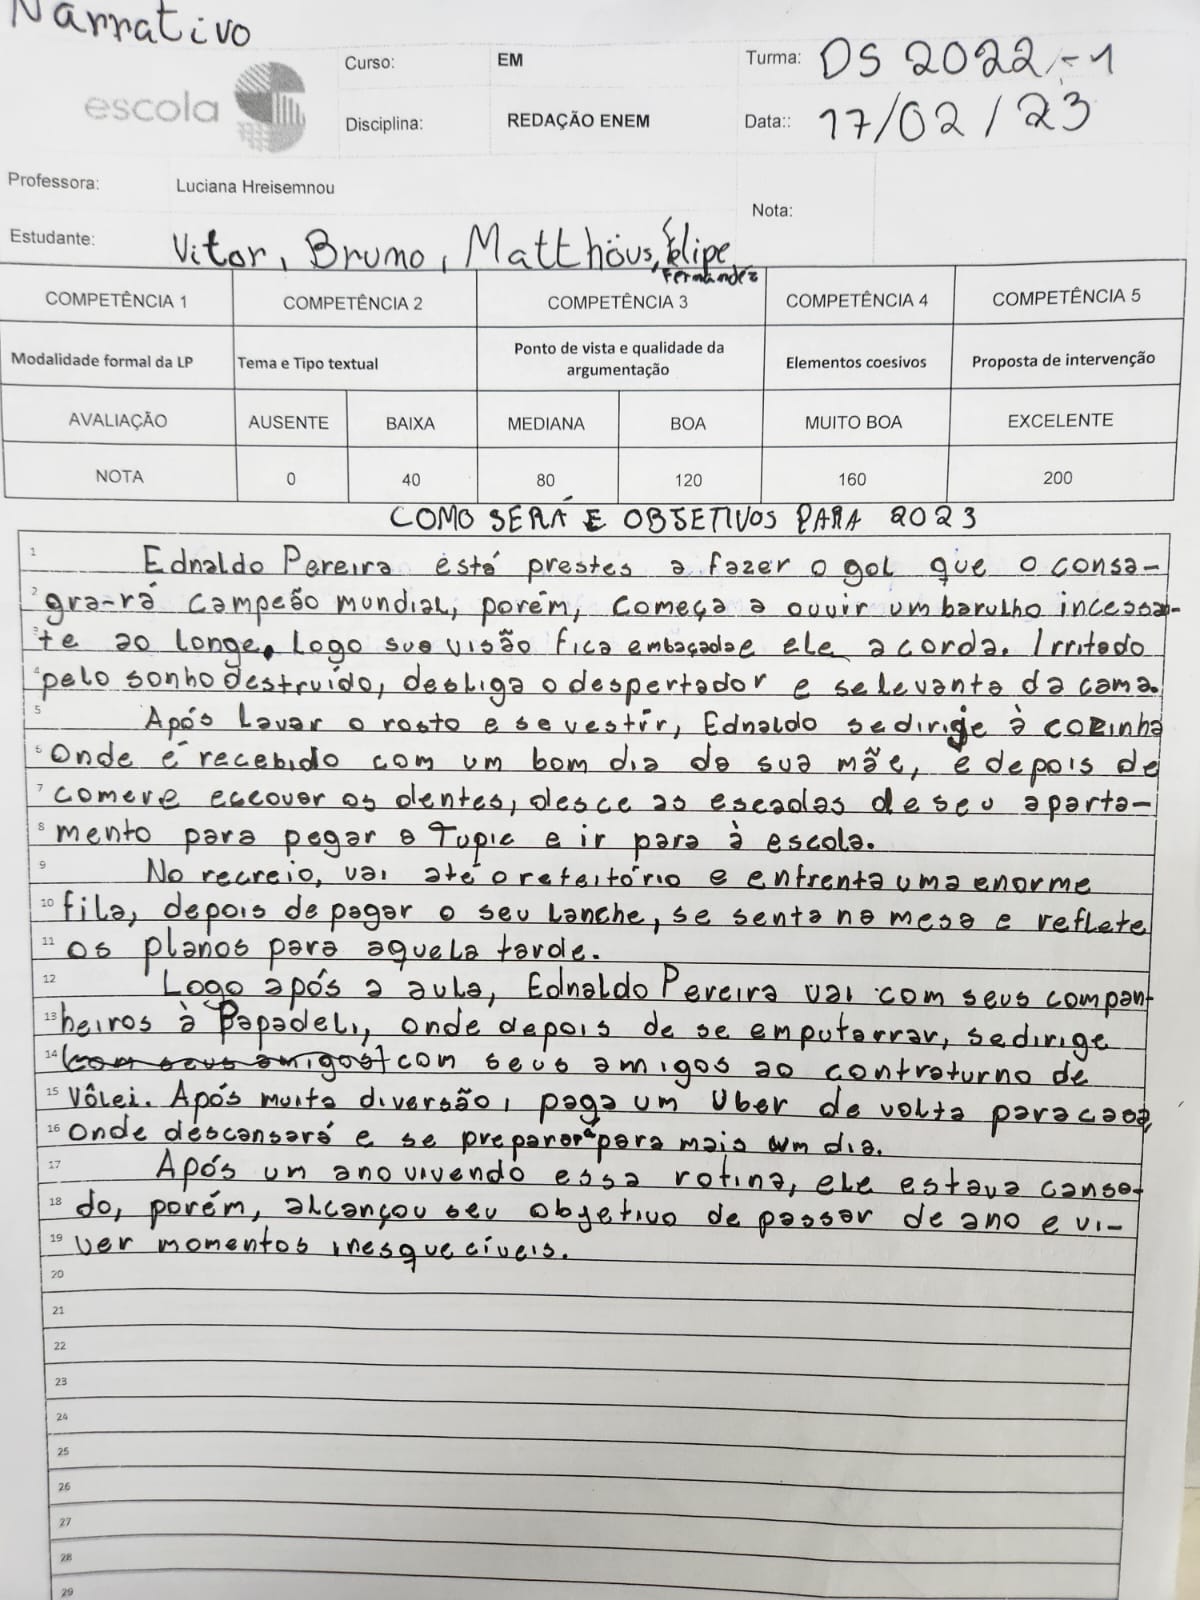 Narrativo
escola
Curso: EM Turma: DS 2022-1
Disciplina: REDAÇÃO ENEM Data:: 17/02/23
Professora: Luciana Hreisemnou
Nota:
Estudante: Vitor, Bruno, Matthöus, Felipe
Fernandez
COMPETÊNCIA 1 COMPETÊNCIA 2 COMPETÊNCIA 3 COMPETÊNCIA 4 COMPETÊNCIA 5
Modalidade formal da LP Tema e Tipo textual Ponto de vista e qualidade da argumentação Elementos coesivos Proposta de intervenção
AVALIAÇÃO AUSENTE BAIXA MEDIANA BOA MUITO BOA EXCELENTE
NOTA 0 40 80 120 160 200
COMO SERÁ E OBJETIVOS PARA 2023
1 Ednaldo Pereira está prestes a fazer o gol que o consa-
2 gra-rá campeão mundial, porém, começa a ouvir um barulho incessan-
3 te ao longe. Logo sua visão fica embaçada e ele acorda. Irritado
4 pelo sonho destruído, desliga o despertador e se levanta da cama.
5 Após lavar o rosto e se vestir, Ednaldo se dirige à cozinha
6 Onde é recebido com um bom dia da sua mãe, e depois de
7 comer e escovar os dentes, desce as escadas de seu aparta-
8 mento para pegar a Topic e ir para à escola.
9 No recreio, vai até o refeitório e enfrenta uma enorme
10 fila, depois de pagar o seu lanche, se senta na mesa e reflete
11 os planos para aquela tarde.
12 Logo após a aula, Ednaldo Pereira vai com seus compan-
13 heiros à Papadeli, onde depois de se empaturrar, se dirige
14 (com seus amigos) com seus amigos ao contraturno de
15 Vôlei. Após muita diversão, paga um Uber de volta para casa,
16 Onde descansará e se preparará para mais um dia.
17 Após un ano vivendo essa rotina, ele estava cansa-
18 do, porém, alcançou seu objetivo de passar de ano e vi-
19 ver momentos inesquecíveis.
20
21
22
23
24
25
26
27
28
29